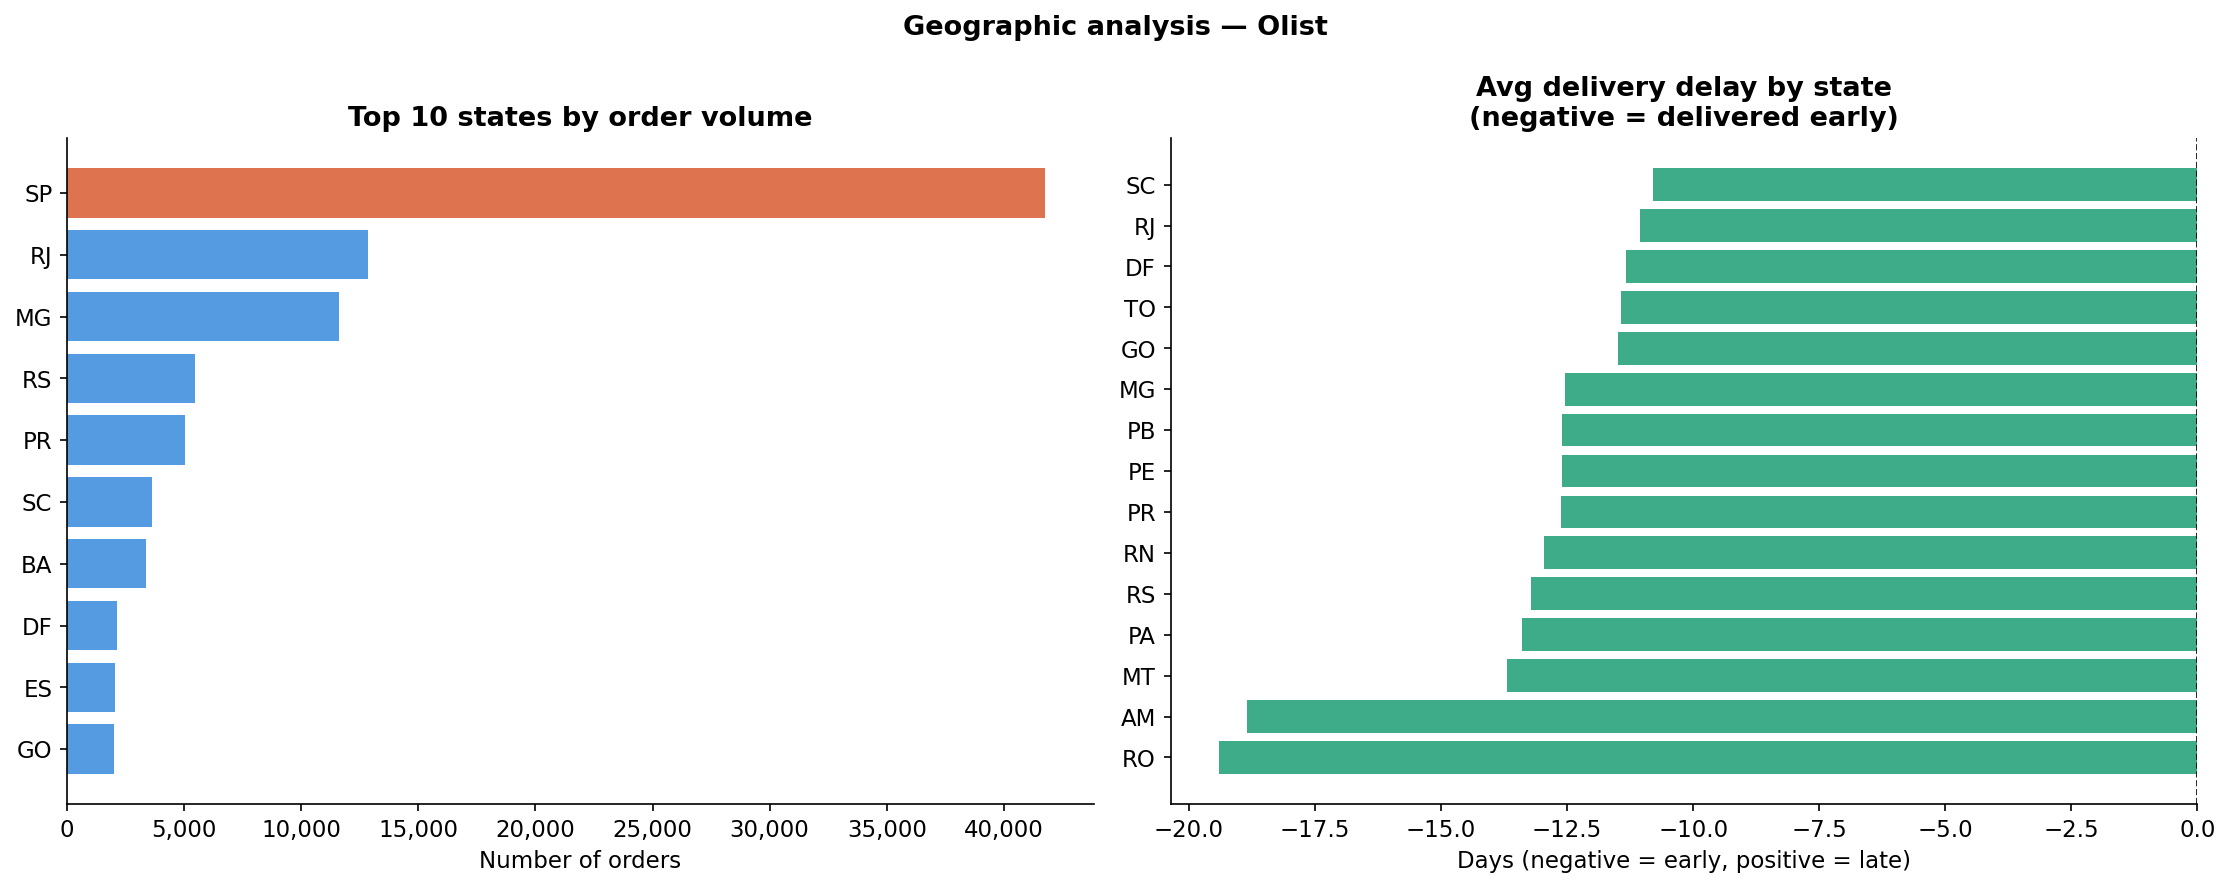 Geographic analysis — Olist
Top 10 states by order volume
SP
RJ
MG
RS
PR
SC
BA
DF
ES
GO
0 5,000 10,000 15,000 20,000 25,000 30,000 35,000 40,000
Number of orders
Avg delivery delay by state
(negative = delivered early)
SC
RJ
DF
TO
GO
MG
PB
PE
PR
RN
RS
PA
MT
AM
RO
−20.0 −17.5 −15.0 −12.5 −10.0 −7.5 −5.0 −2.5 0.0
Days (negative = early, positive = late)